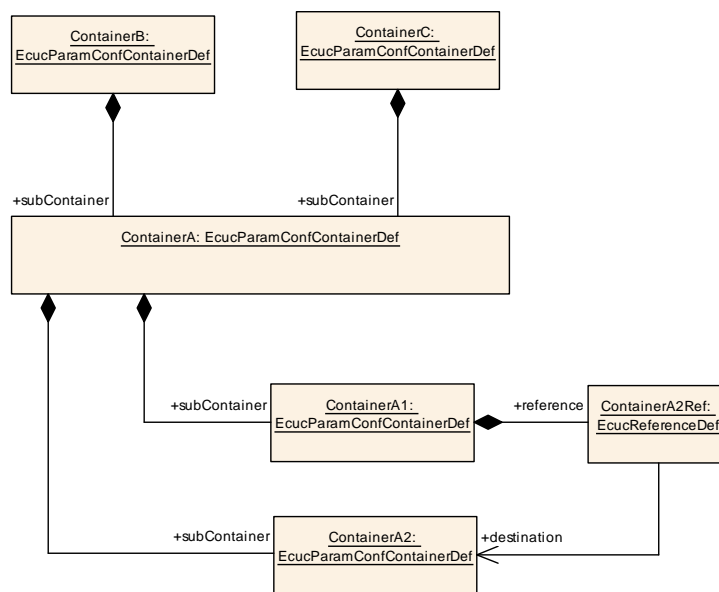 ContainerB:
EcucParamConfContainerDef
ContainerC:
EcucParamConfContainerDef
+subContainer
+subContainer
ContainerA: EcucParamConfContainerDef
+subContainer
ContainerA1:
EcucParamConfContainerDef
+reference
ContainerA2Ref:
EcucReferenceDef
+subContainer
ContainerA2:
EcucParamConfContainerDef
+destination